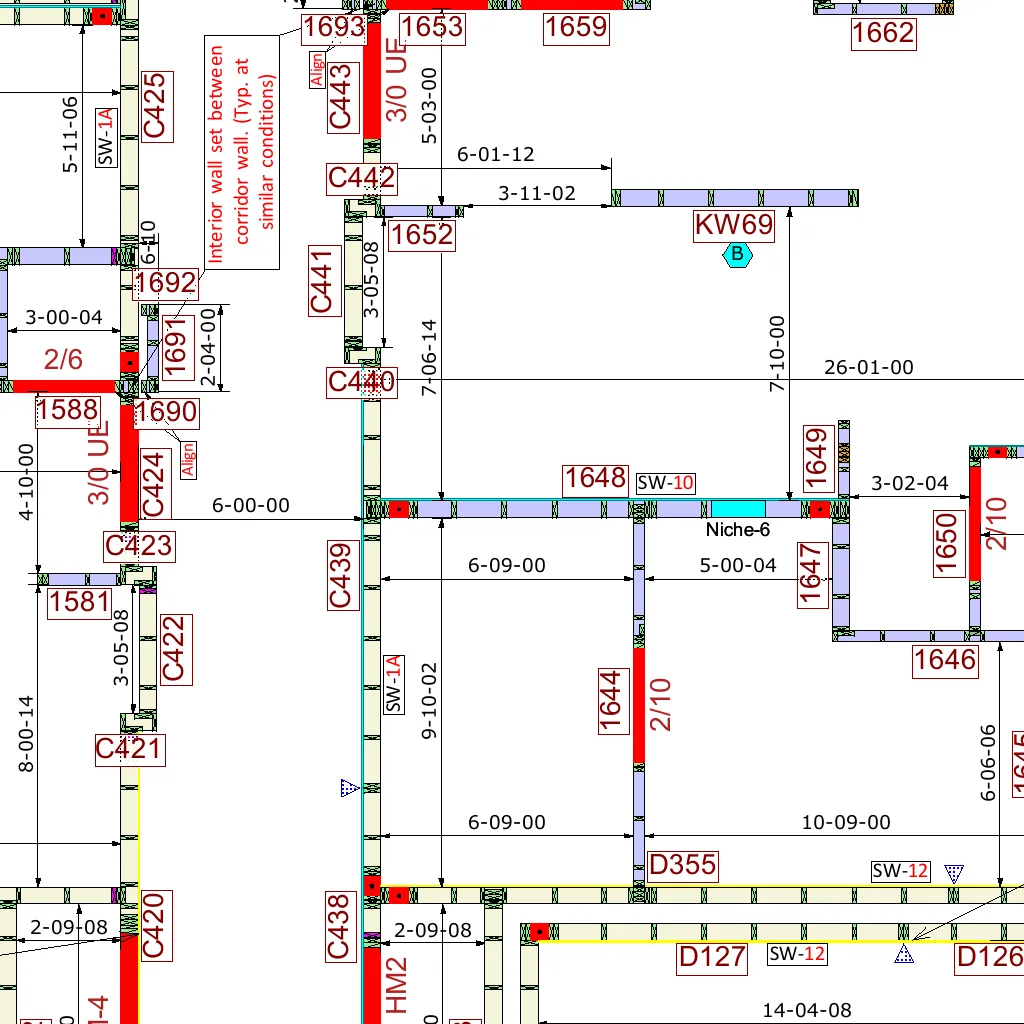 1693
1653
1659
1662
Align
C443
3/0 UE
5-03-00
C425
5-11-06
SW-1A
Interior wall set between
corridor wall. (Typ. at
similar conditions)
6-01-12
C442
3-11-02
1652
KW69
B
6-10
1692
C441
3-05-08
3-00-04
1691
2-04-00
2/6
7-06-14
7-10-00
26-01-00
C440
1588
1690
3/0 UE
Align
4-10-00
C424
1649
1648
SW-10
3-02-04
6-00-00
Niche-6
1650
2/10
C423
C439
6-09-00
5-00-04
1647
1581
3-05-08
C422
1646
SW-1A
9-10-02
1644
2/10
8-00-14
C421
6-06-06
1645
6-09-00
10-09-00
D355
SW-12
C420
2-09-08
C438
2-09-08
HM2
D127
SW-12
D126
14-04-08